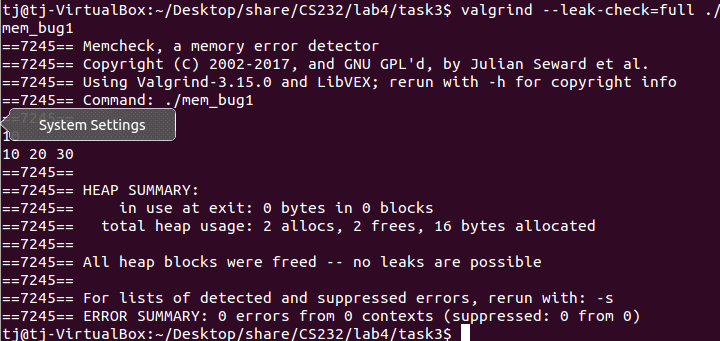 tj@tj-VirtualBox:~/Desktop/share/CS232/lab4/task3$ valgrind --leak-check=full ./
mem_bug1
==7245== Memcheck, a memory error detector
==7245== Copyright (C) 2002-2017, and GNU GPL'd, by Julian Seward et al.
==7245== Using Valgrind-3.15.0 and LibVEX; rerun with -h for copyright info
==7245== Command: ./mem_bug1
==7245==
System Settings
10
10 20 30
==7245==
==7245== HEAP SUMMARY:
==7245==     in use at exit: 0 bytes in 0 blocks
==7245==   total heap usage: 2 allocs, 2 frees, 16 bytes allocated
==7245==
==7245== All heap blocks were freed -- no leaks are possible
==7245==
==7245== For lists of detected and suppressed errors, rerun with: -s
==7245== ERROR SUMMARY: 0 errors from 0 contexts (suppressed: 0 from 0)
tj@tj-VirtualBox:~/Desktop/share/CS232/lab4/task3$